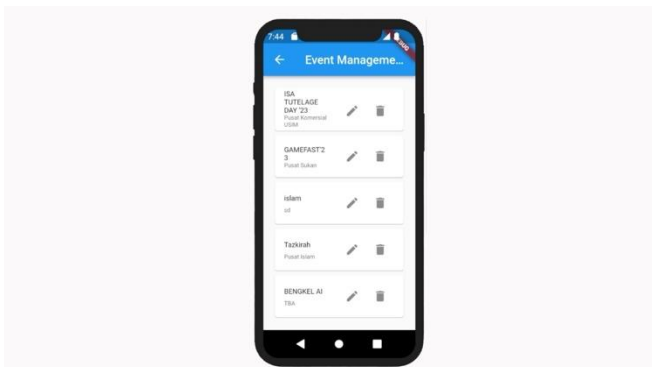 7:44
Event Manageme...
ISA
TUTELAGE
DAY '23
Pusat Komersial
USIM
GAMEFAST'2
3
Pusat Sukan
islam
Tazkirah
Pusat Islam
BENGKEL AI
TBA